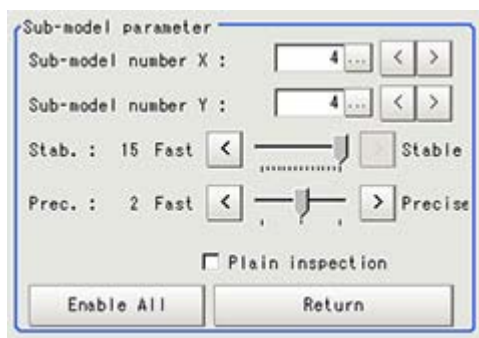 Sub-model parameter
Sub-model number X : 4 ... < >
Sub-model number Y : 4 ... < >
Stab. : 15 Fast < > Stable
Prec. : 2 Fast < > Precise
Plain inspection
Enable All Return